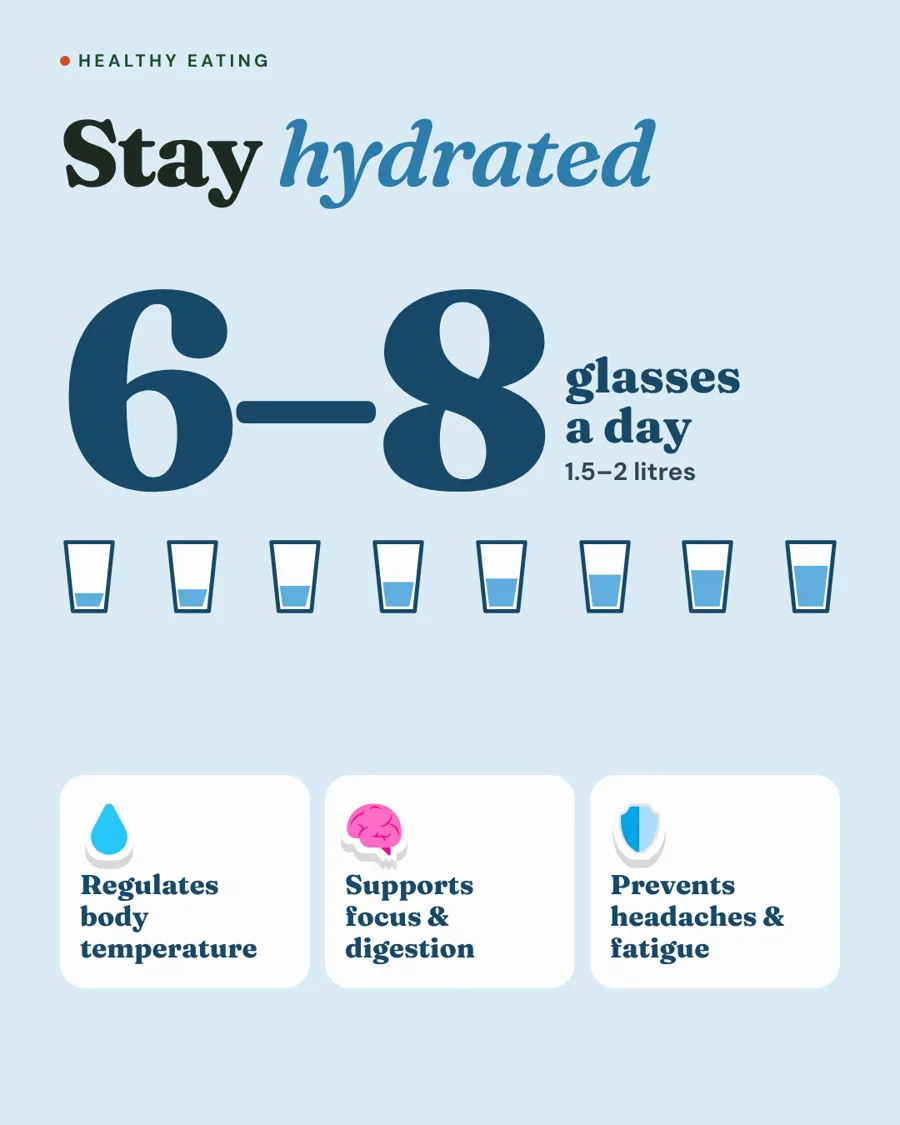 HEALTHY EATING
Stay hydrated
6–8
glasses
a day
1.5–2 litres
Regulates
body
temperature
Supports
focus &
digestion
Prevents
headaches &
fatigue